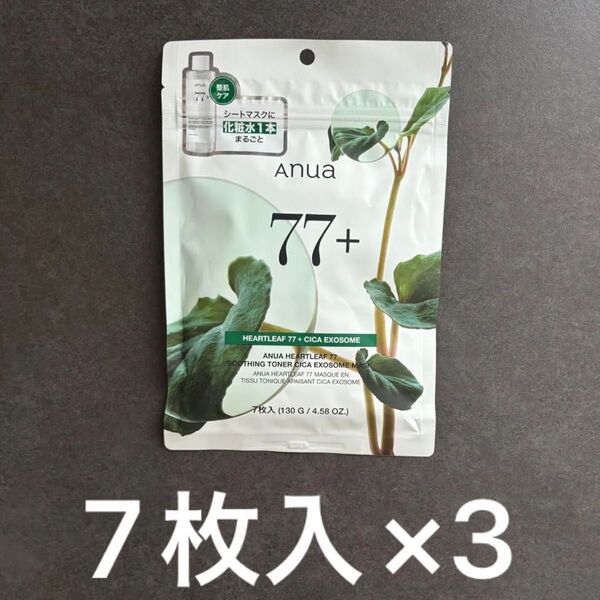 Anua
77+
整肌
ケア
シートマスクに
化粧水1本
まるごと
Anua
77+
HEARTLEAF 77 + CICA EXOSOME
ANUA HEARTLEAF 77
SOOTHING TONER CICA EXOSOME MASK
ANUA HEARTLEAF 77 MASQUE EN
TISSU TONIQUE APAISANT CICA EXOSOME
7枚入 (130 G / 4.58 OZ.)
7枚入×3